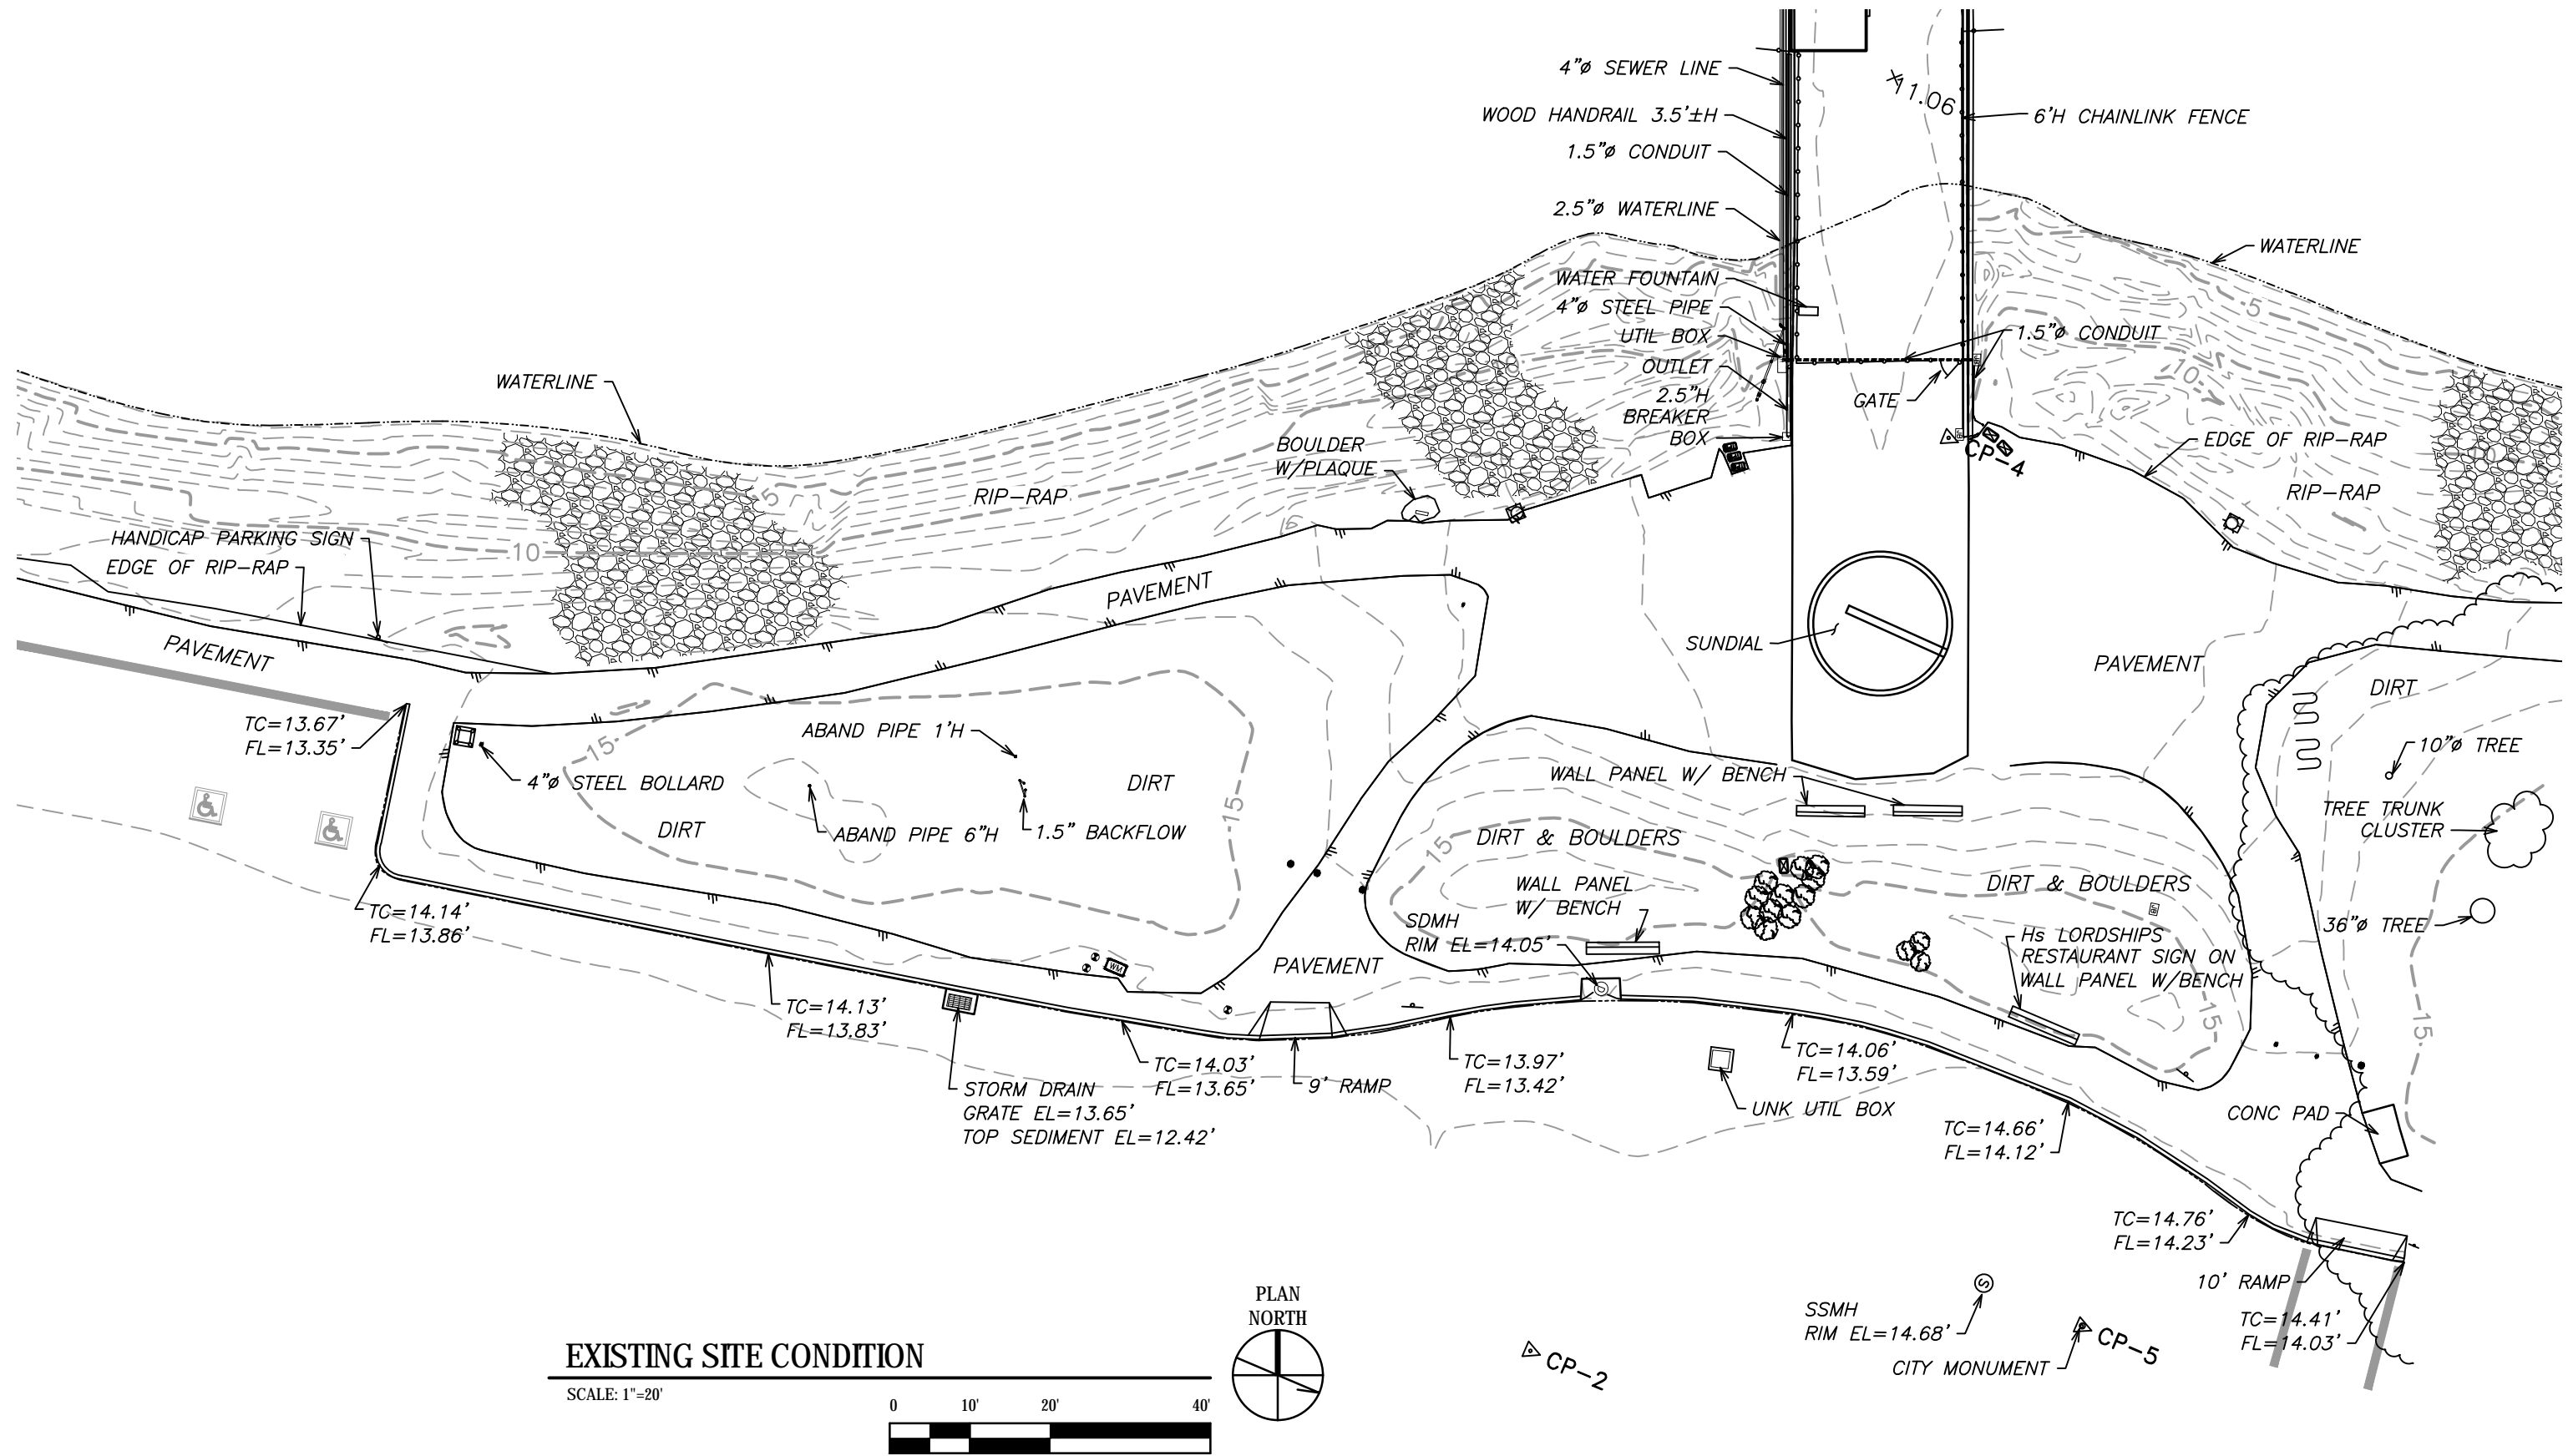 4"ø SEWER LINE
WOOD HANDRAIL 3.5'±H
1.5"ø CONDUIT
2.5"ø WATERLINE
11.06
6'H CHAINLINK FENCE
WATERLINE
WATER FOUNTAIN
4"ø STEEL PIPE
UTIL BOX
OUTLET
2.5"H
BREAKER
BOX
5
1.5"ø CONDUIT
10
GATE
CP-4
EDGE OF RIP-RAP
10
RIP-RAP
WATERLINE
BOULDER
W/PLAQUE
5
RIP-RAP
10
HANDICAP PARKING SIGN
EDGE OF RIP-RAP
PAVEMENT
PAVEMENT
SUNDIAL
PAVEMENT
DIRT
TC=13.67'
FL=13.35'
15
ABAND PIPE 1'H
4"ø STEEL BOLLARD
DIRT
DIRT
ABAND PIPE 6"H
1.5" BACKFLOW
15
WALL PANEL W/ BENCH
10"ø TREE
TREE TRUNK
CLUSTER
15
DIRT & BOULDERS
WALL PANEL
W/ BENCH
DIRT & BOULDERS
36"ø TREE
TC=14.14'
FL=13.86'
SDMH
RIM EL=14.05'
Hs LORDSHIPS
RESTAURANT SIGN ON
WALL PANEL W/BENCH
WM
PAVEMENT
15
15
TC=14.13'
FL=13.83'
STORM DRAIN
GRATE EL=13.65'
TOP SEDIMENT EL=12.42'
TC=14.03'
FL=13.65'
9' RAMP
TC=13.97'
FL=13.42'
TC=14.06'
FL=13.59'
UNK UTIL BOX
TC=14.66'
FL=14.12'
CONC PAD
TC=14.76'
FL=14.23'
10' RAMP
TC=14.41'
FL=14.03'
S
SSMH
RIM EL=14.68'
CITY MONUMENT
CP-5
CP-2
PLAN
NORTH
EXISTING SITE CONDITION
SCALE: 1"=20'
0 10' 20' 40'